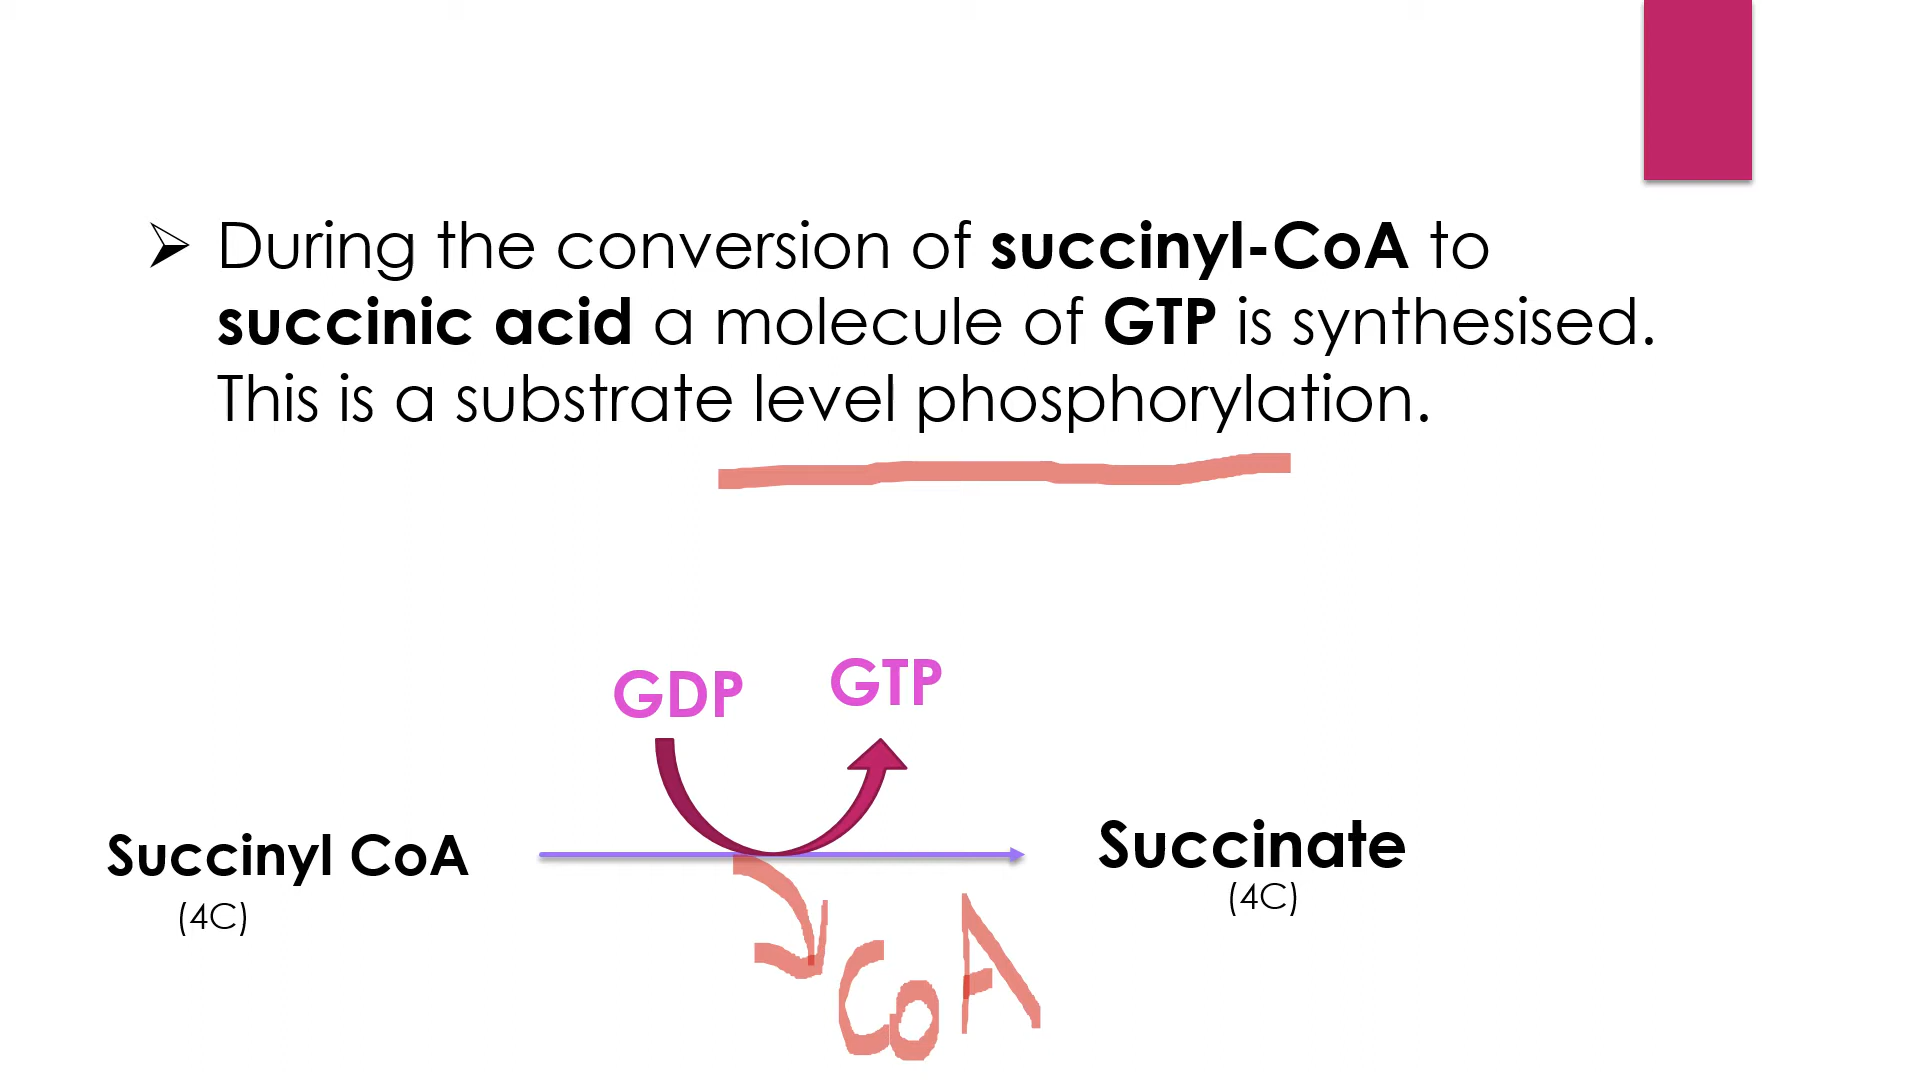 ➢ During the conversion of succinyl-CoA to
succinic acid a molecule of GTP is synthesised.
This is a substrate level phosphorylation.
GDP GTP
Succinyl CoA Succinate
(4C) (4C)
CoA